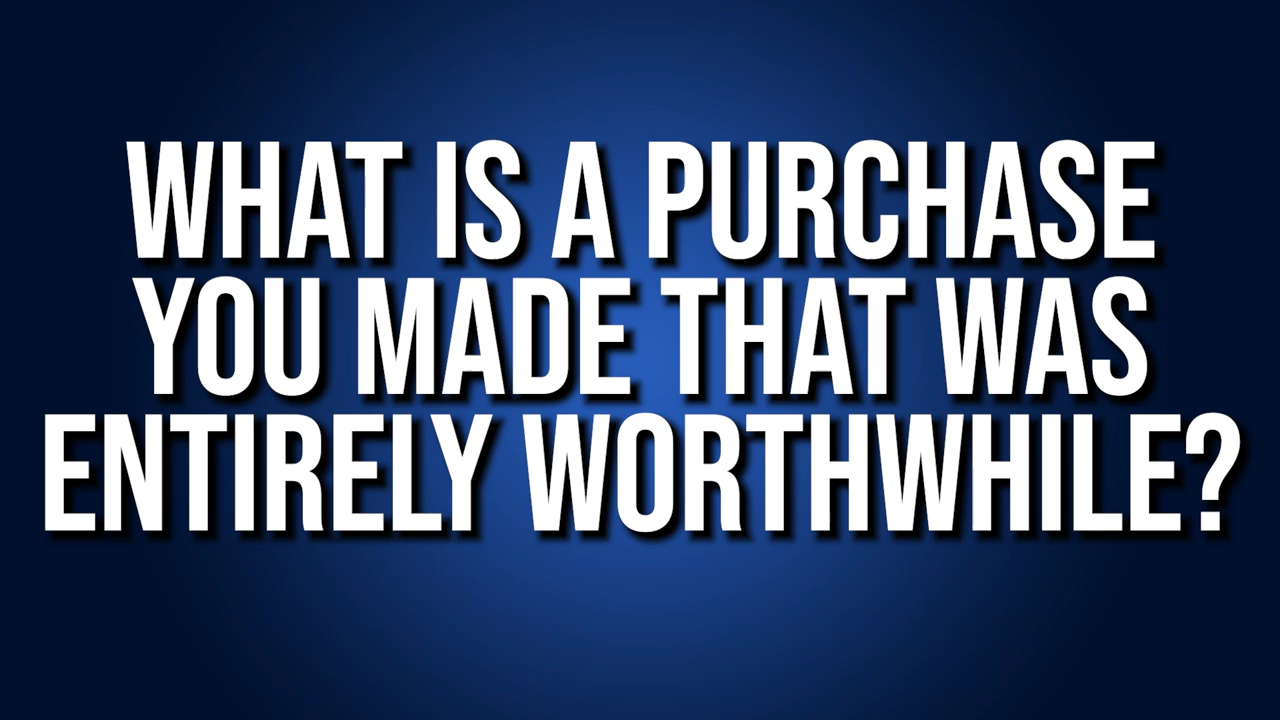 WHAT IS A PURCHASE
YOU MADE THAT WAS
ENTIRELY WORTHWHILE?